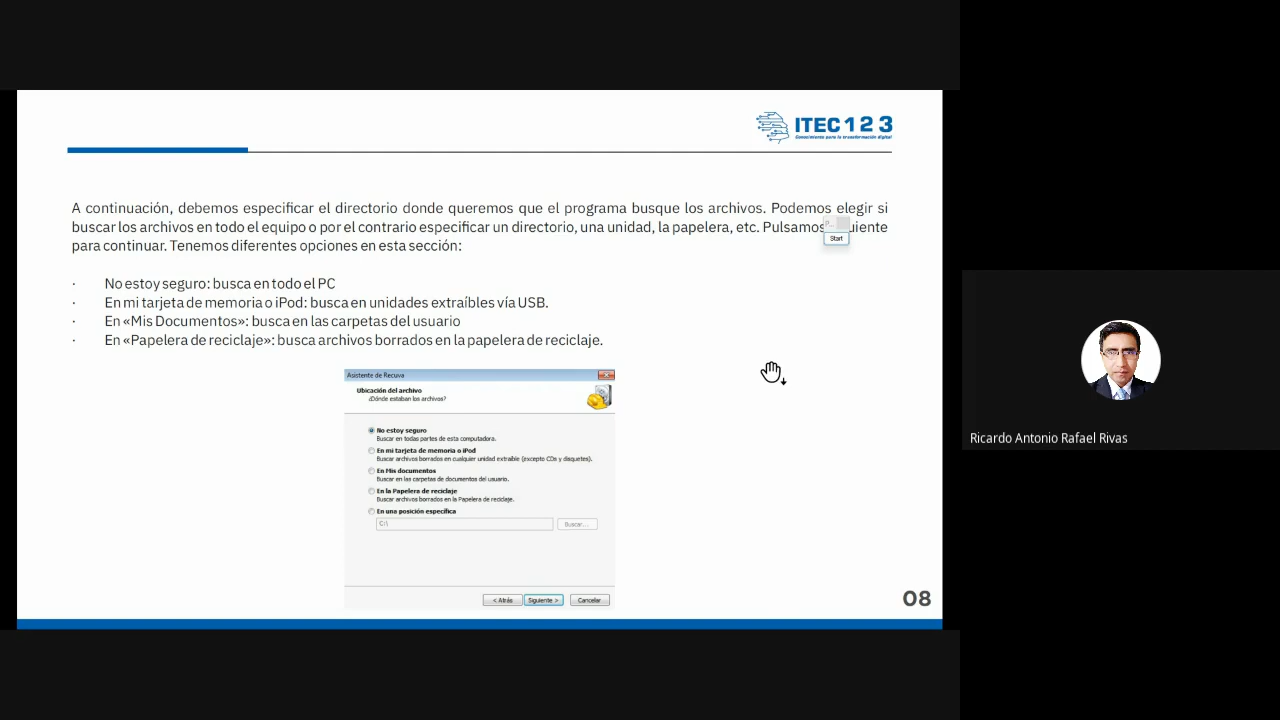 ITEC 1 2 3
Conocimiento para la transformación digital
A continuación, debemos especificar el directorio donde queremos que el programa busque los archivos. Podemos elegir si
buscar los archivos en todo el equipo o por el contrario especificar un directorio, una unidad, la papelera, etc. Pulsamos
para continuar. Tenemos diferentes opciones en esta sección:
P...
Start
· No estoy seguro: busca en todo el PC
· En mi tarjeta de memoria o iPod: busca en unidades extraíbles vía USB.
· En «Mis Documentos»: busca en las carpetas del usuario
· En «Papelera de reciclaje»: busca archivos borrados en la papelera de reciclaje.
Asistente de Recuva
Ubicación del archivo
¿Dónde estaban los archivos?
No estoy seguro
Buscar en todas partes de esta computadora.
En mi tarjeta de memoria o iPod
Buscar archivos borrados en cualquier unidad extraíble (excepto CDs y disquetes).
En Mis documentos
Buscar en las carpetas de documentos del usuario.
En la Papelera de reciclaje
Buscar archivos borrados en la Papelera de reciclaje.
En una posición específica
C:\
Buscar...
< Atrás
Siguiente >
Cancelar
08
Ricardo Antonio Rafael Rivas